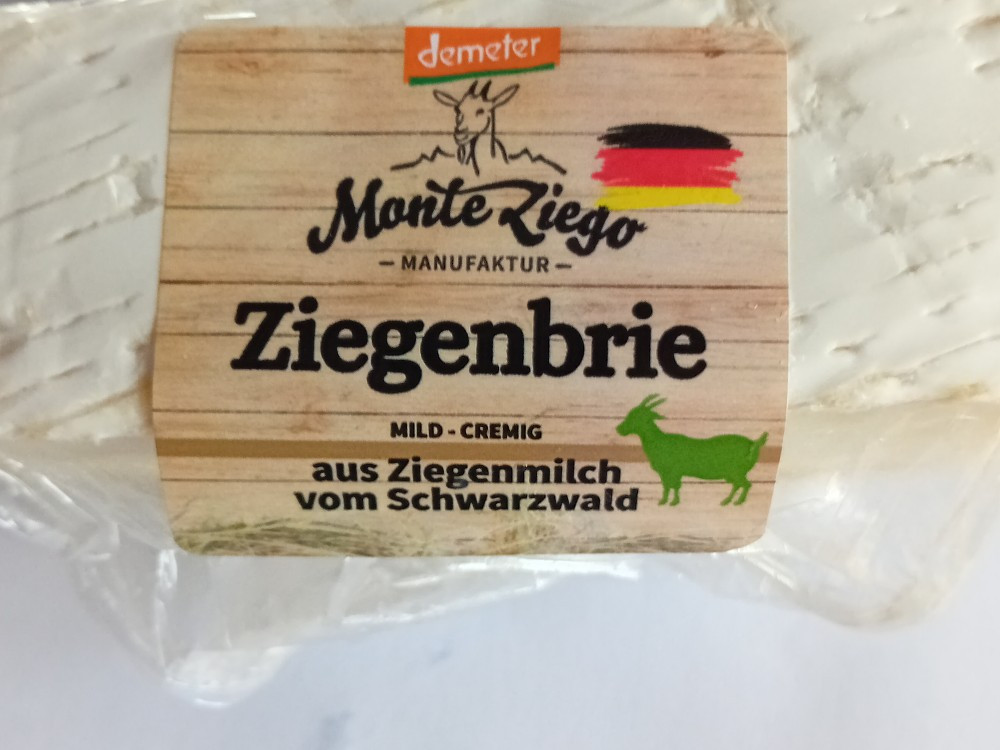 demeter
Monte Ziego
– MANUFAKTUR –
Ziegenbrie
MILD - CREMIG
aus Ziegenmilch
vom Schwarzwald